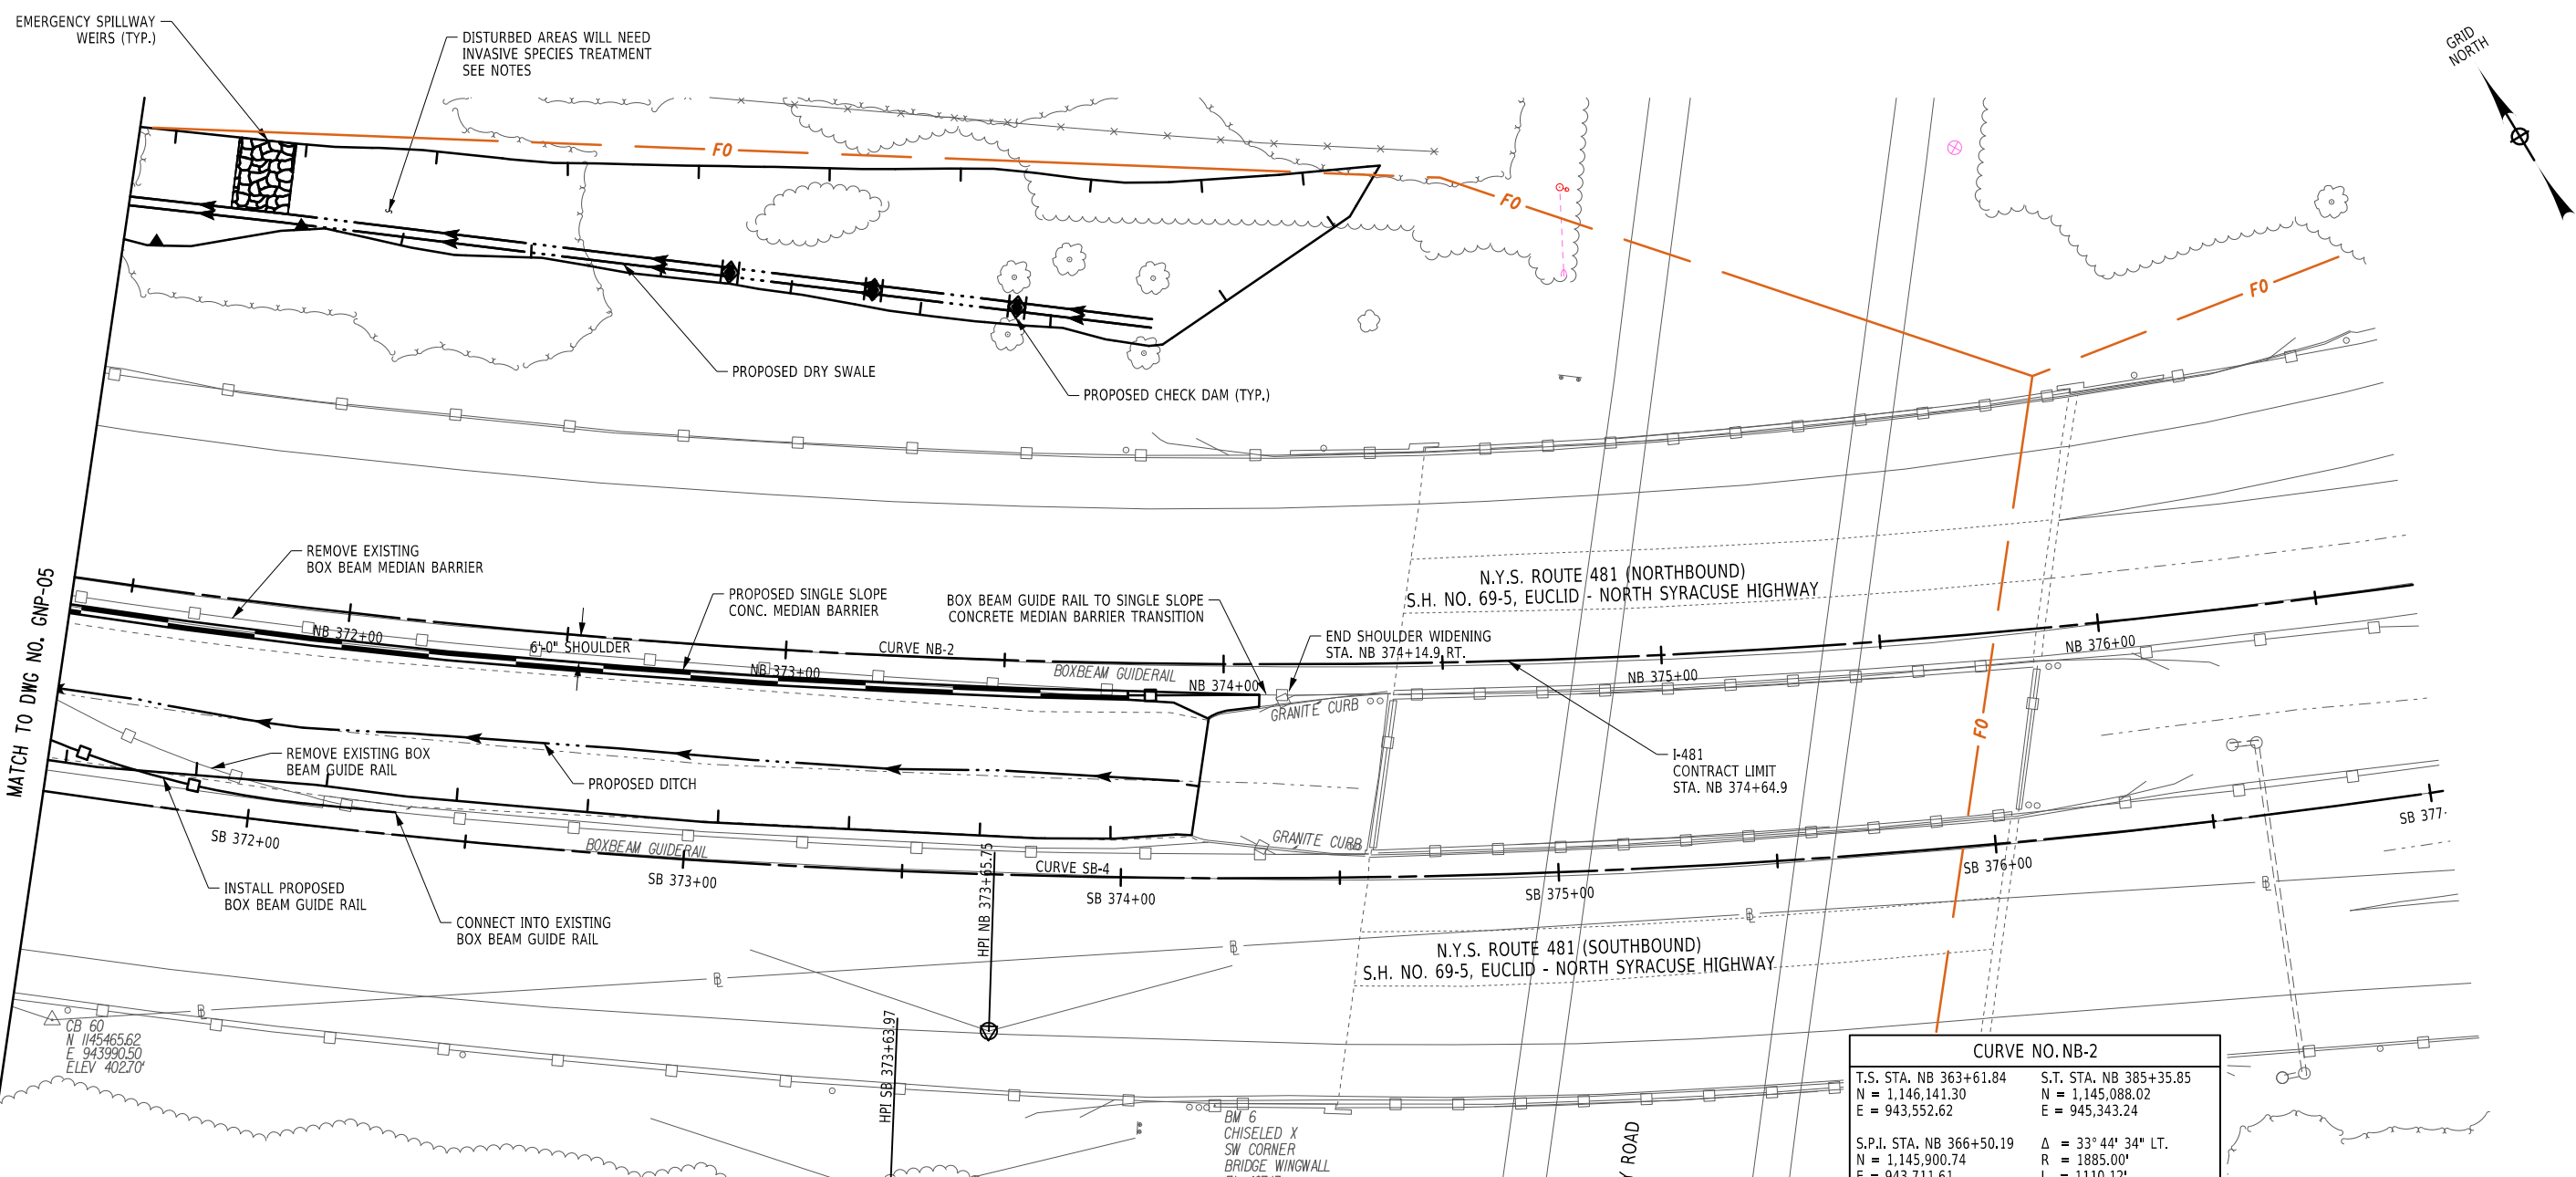 EMERGENCY SPILLWAY
WEIRS (TYP.)
DISTURBED AREAS WILL NEED
INVASIVE SPECIES TREATMENT
SEE NOTES
GRID
NORTH
FO
FO
FO
PROPOSED DRY SWALE
PROPOSED CHECK DAM (TYP.)
MATCH TO DWG NO. GNP-05
REMOVE EXISTING
BOX BEAM MEDIAN BARRIER
PROPOSED SINGLE SLOPE
CONC. MEDIAN BARRIER
BOX BEAM GUIDE RAIL TO SINGLE SLOPE
CONCRETE MEDIAN BARRIER TRANSITION
N.Y.S. ROUTE 481 (NORTHBOUND)
S.H. NO. 69-5, EUCLID - NORTH SYRACUSE HIGHWAY
END SHOULDER WIDENING
STA. NB 374+14.9 RT.
NB 372+00
6'-0" SHOULDER
CURVE NB-2
NB 373+00
BOXBEAM GUIDERAIL
NB 374+00
NB 375+00
NB 376+00
GRANITE CURB
FO
REMOVE EXISTING BOX
BEAM GUIDE RAIL
PROPOSED DITCH
I-481
CONTRACT LIMIT
STA. NB 374+64.9
SB 372+00
BOXBEAM GUIDERAIL
SB 373+00
HPI NB 373+65.75
CURVE SB-4
GRANITE CURB
SB 374+00
SB 375+00
SB 376+00
SB 377-
INSTALL PROPOSED
BOX BEAM GUIDE RAIL
CONNECT INTO EXISTING
BOX BEAM GUIDE RAIL
N.Y.S. ROUTE 481 (SOUTHBOUND)
S.H. NO. 69-5, EUCLID - NORTH SYRACUSE HIGHWAY
CB 60
N 1145465.62
E 943990.50
ELEV 402.70'
HPI SB 373+63.97
BM 6
CHISELED X
SW CORNER
BRIDGE WINGWALL
Y ROAD
CURVE NO. NB-2
T.S. STA. NB 363+61.84
N = 1,146,141.30
E = 943,552.62
S.T. STA. NB 385+35.85
N = 1,145,088.02
E = 945,343.24
S.P.I. STA. NB 366+50.19
N = 1,145,900.74
E = 943,711.61
Δ = 33° 44' 34" LT.
R = 1885.00'
L = 1110.12'